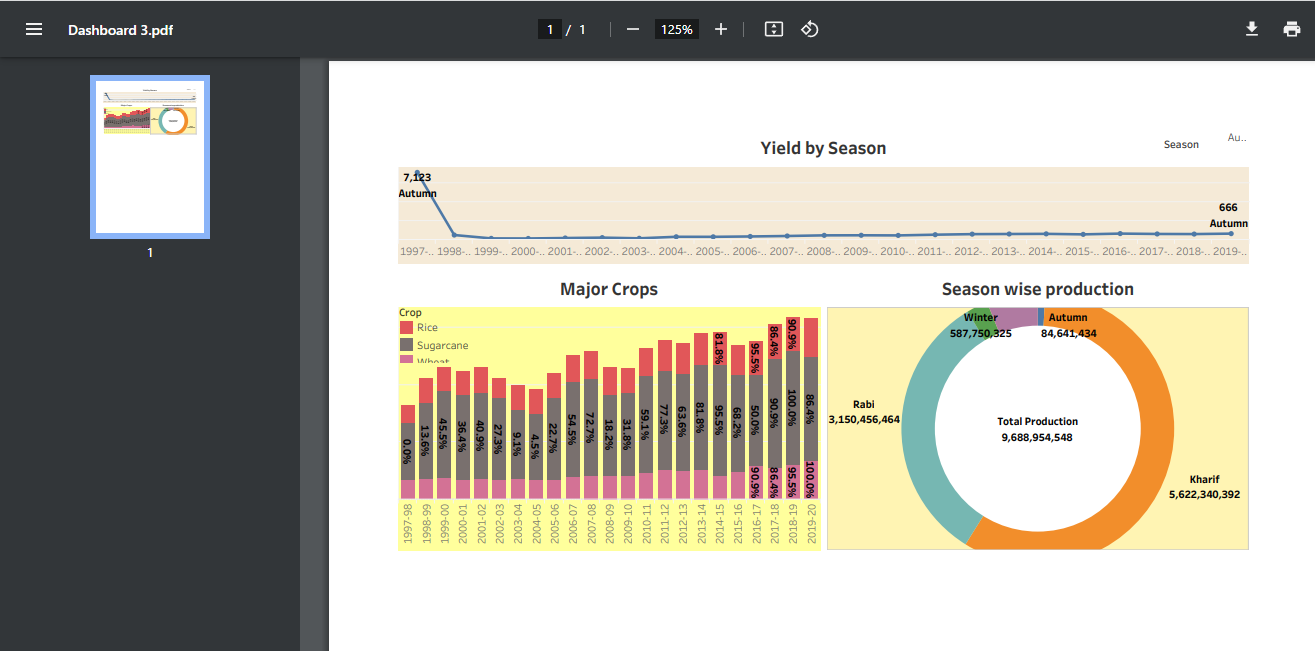 Dashboard 3.pdf
1 / 1
125%
1
Yield by Season
Season
Au..
7,123
Autumn
666
Autumn
1997-.. 1998-.. 1999-.. 2000-.. 2001-.. 2002-.. 2003-.. 2004-.. 2005-.. 2006-.. 2007-.. 2008-.. 2009-.. 2010-.. 2011-.. 2012-.. 2013-.. 2014-.. 2015-.. 2016-.. 2017-.. 2018-.. 2019-..
Major Crops
Crop
Rice
Sugarcane
Wheat
81.8% 95.5% 86.4% 90.9%
0.0% 13.6% 45.5% 36.4% 40.9% 27.3% 9.1% 4.5% 22.7% 54.5% 72.7% 18.2% 31.8% 59.1% 77.3% 63.6% 81.8% 95.5% 68.2% 50.0% 90.9% 100.0% 86.4%
90.9% 86.4% 95.5% 100.0%
1997-98 1998-99 1999-00 2000-01 2001-02 2002-03 2003-04 2004-05 2005-06 2006-07 2007-08 2008-09 2009-10 2010-11 2011-12 2012-13 2013-14 2014-15 2015-16 2016-17 2017-18 2018-19 2019-20
Season wise production
Winter
587,750,325
Autumn
84,641,434
Rabi
3,150,456,464
Total Production
9,688,954,548
Kharif
5,622,340,392